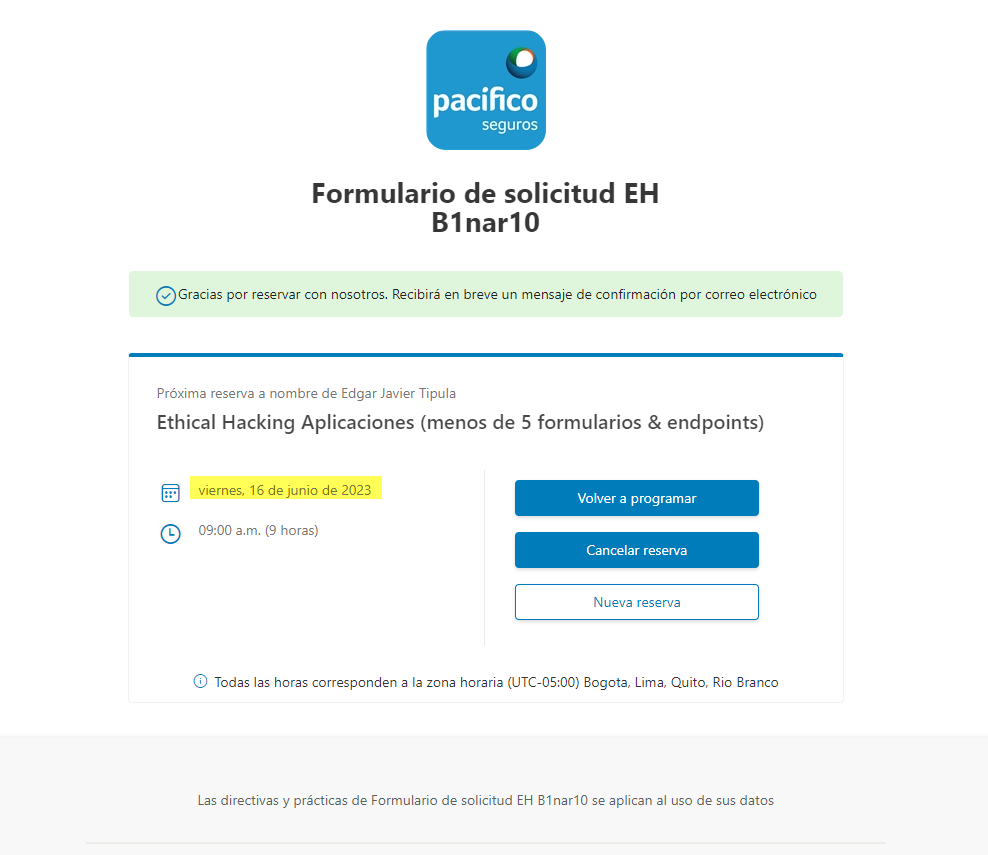 pacifico
seguros
Formulario de solicitud EH
B1nar10
Gracias por reservar con nosotros. Recibirá en breve un mensaje de confirmación por correo electrónico
Próxima reserva a nombre de Edgar Javier Tipula
Ethical Hacking Aplicaciones (menos de 5 formularios & endpoints)
viernes, 16 de junio de 2023
09:00 a.m. (9 horas)
Volver a programar
Cancelar reserva
Nueva reserva
Todas las horas corresponden a la zona horaria (UTC-05:00) Bogota, Lima, Quito, Rio Branco
Las directivas y prácticas de Formulario de solicitud EH B1nar10 se aplican al uso de sus datos